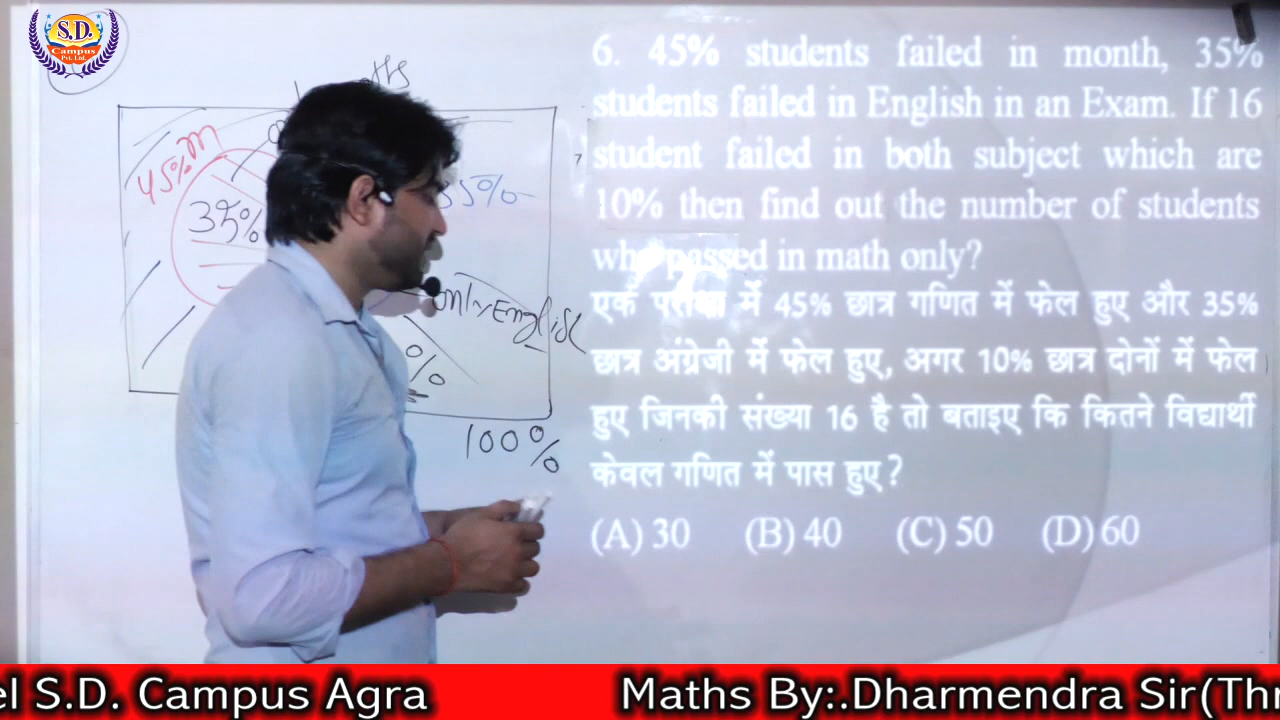 S.D.
Campus
Pvt. Ltd.
45% m
35%
35%
only English
%
100%
6. 45% students failed in month, 35%
students failed in English in an Exam. If 16
student failed in both subject which are
10% then find out the number of students
who passed in math only?
एक परीक्षा में 45% छात्र गणित में फेल हुए और 35%
छात्र अंग्रेजी में फेल हुए, अगर 10% छात्र दोनों में फेल
हुए जिनकी संख्या 16 है तो बताइए कि कितने विद्यार्थी
केवल गणित में पास हुए?
(A) 30 (B) 40 (C) 50 (D) 60
el S.D. Campus Agra Maths By:.Dharmendra Sir(Thr